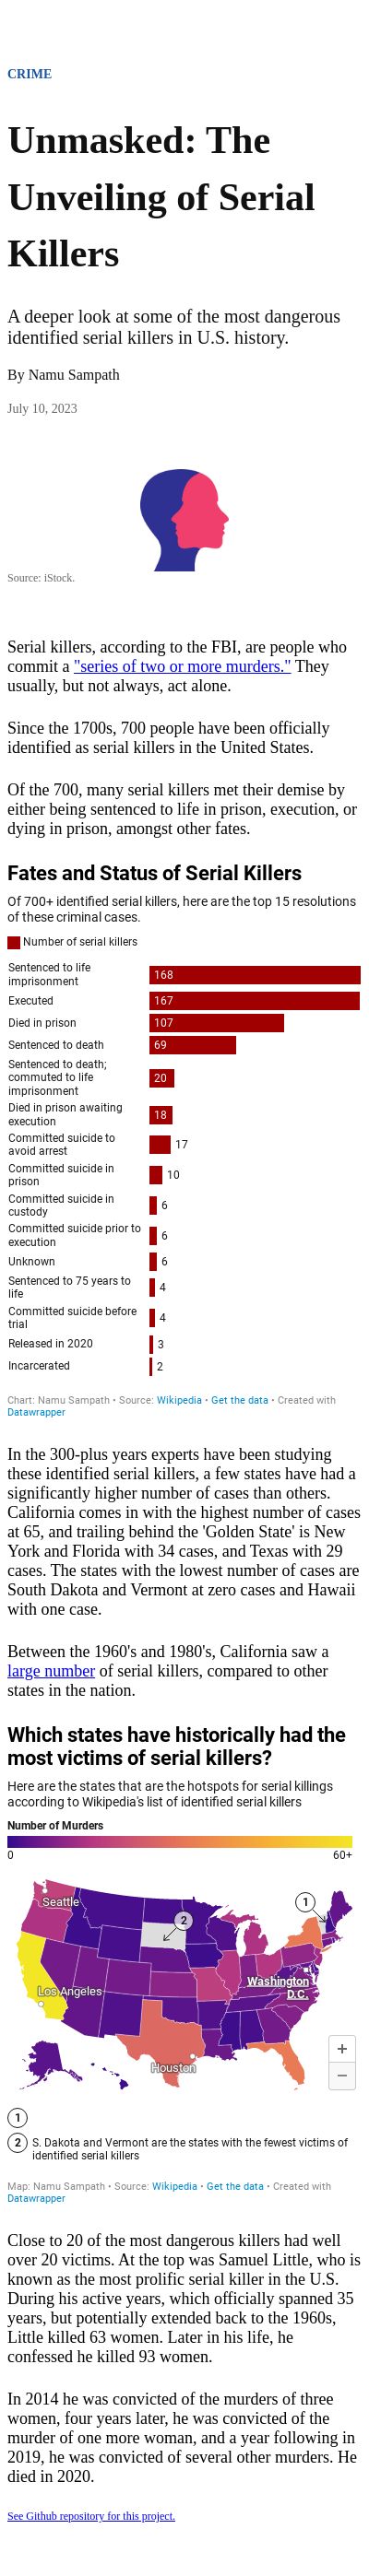 CRIME
Unmasked: The
Unveiling of Serial
Killers
A deeper look at some of the most dangerous
identified serial killers in U.S. history.
By Namu Sampath
July 10, 2023
Source: iStock.
Serial killers, according to the FBI, are people who
commit a "series of two or more murders." They
usually, but not always, act alone.
Since the 1700s, 700 people have been officially
identified as serial killers in the United States.
Of the 700, many serial killers met their demise by
either being sentenced to life in prison, execution, or
dying in prison, amongst other fates.
Fates and Status of Serial Killers
Of 700+ identified serial killers, here are the top 15 resolutions
of these criminal cases.
Number of serial killers
Sentenced to life
imprisonment
168
Executed 167
Died in prison 107
Sentenced to death 69
Sentenced to death;
commuted to life
imprisonment
20
Died in prison awaiting
execution
18
Committed suicide to
avoid arrest
17
Committed suicide in
prison
10
Committed suicide in
custody
6
Committed suicide prior to
execution
6
Unknown 6
Sentenced to 75 years to
life
4
Committed suicide before
trial
4
Released in 2020 3
Incarcerated 2
Chart: Namu Sampath • Source: Wikipedia • Get the data • Created with
Datawrapper
In the 300-plus years experts have been studying
these identified serial killers, a few states have had a
significantly higher number of cases than others.
California comes in with the highest number of cases
at 65, and trailing behind the 'Golden State' is New
York and Florida with 34 cases, and Texas with 29
cases. The states with the lowest number of cases are
South Dakota and Vermont at zero cases and Hawaii
with one case.
Between the 1960's and 1980's, California saw a
large number of serial killers, compared to other
states in the nation.
Which states have historically had the
most victims of serial killers?
Here are the states that are the hotspots for serial killings
according to Wikipedia's list of identified serial killers
Number of Murders
0 60+
Seattle
1
2
Los Angeles
Washington
D.C.
Houston
+
−
1
2 S. Dakota and Vermont are the states with the fewest victims of
identified serial killers
Map: Namu Sampath • Source: Wikipedia • Get the data • Created with
Datawrapper
Close to 20 of the most dangerous killers had well
over 20 victims. At the top was Samuel Little, who is
known as the most prolific serial killer in the U.S.
During his active years, which officially spanned 35
years, but potentially extended back to the 1960s,
Little killed 63 women. Later in his life, he
confessed he killed 93 women.
In 2014 he was convicted of the murders of three
women, four years later, he was convicted of the
murder of one more woman, and a year following in
2019, he was convicted of several other murders. He
died in 2020.
See Github repository for this project.